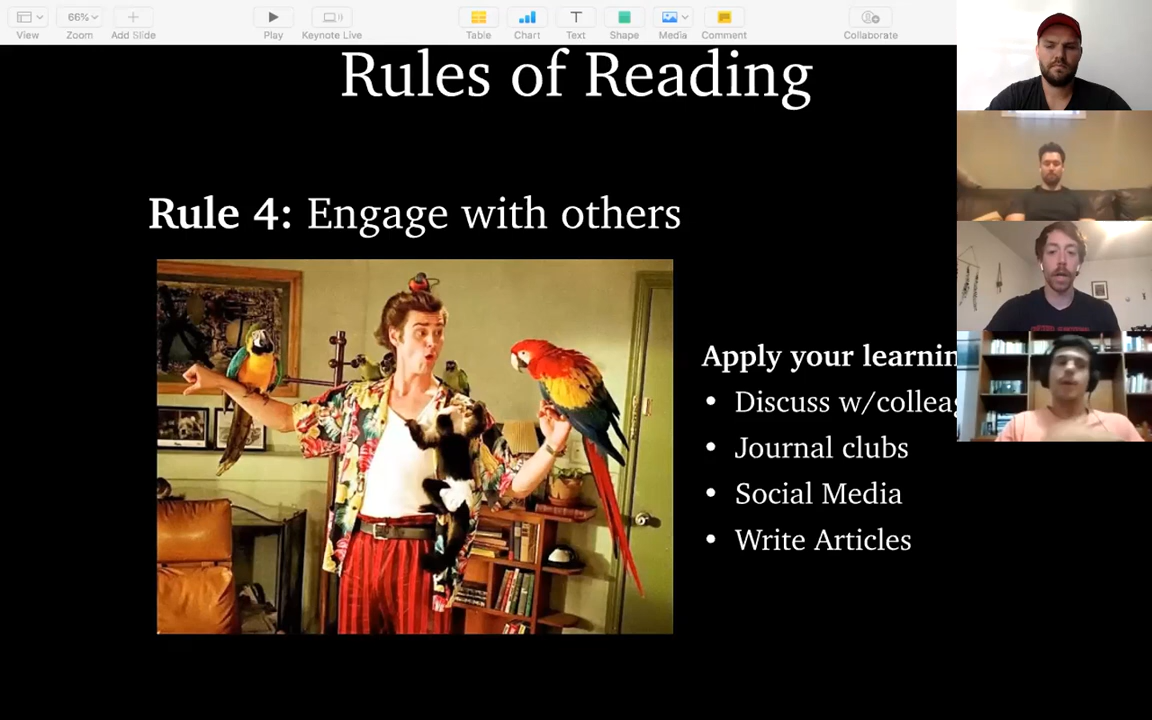 View
66%
Zoom
Add Slide
Play
Keynote Live
Table
Chart
Text
Shape
Media
Comment
Collaborate
Rules of Reading
Rule 4: Engage with others
Apply your learnin
• Discuss w/colleag
• Journal clubs
• Social Media
• Write Articles